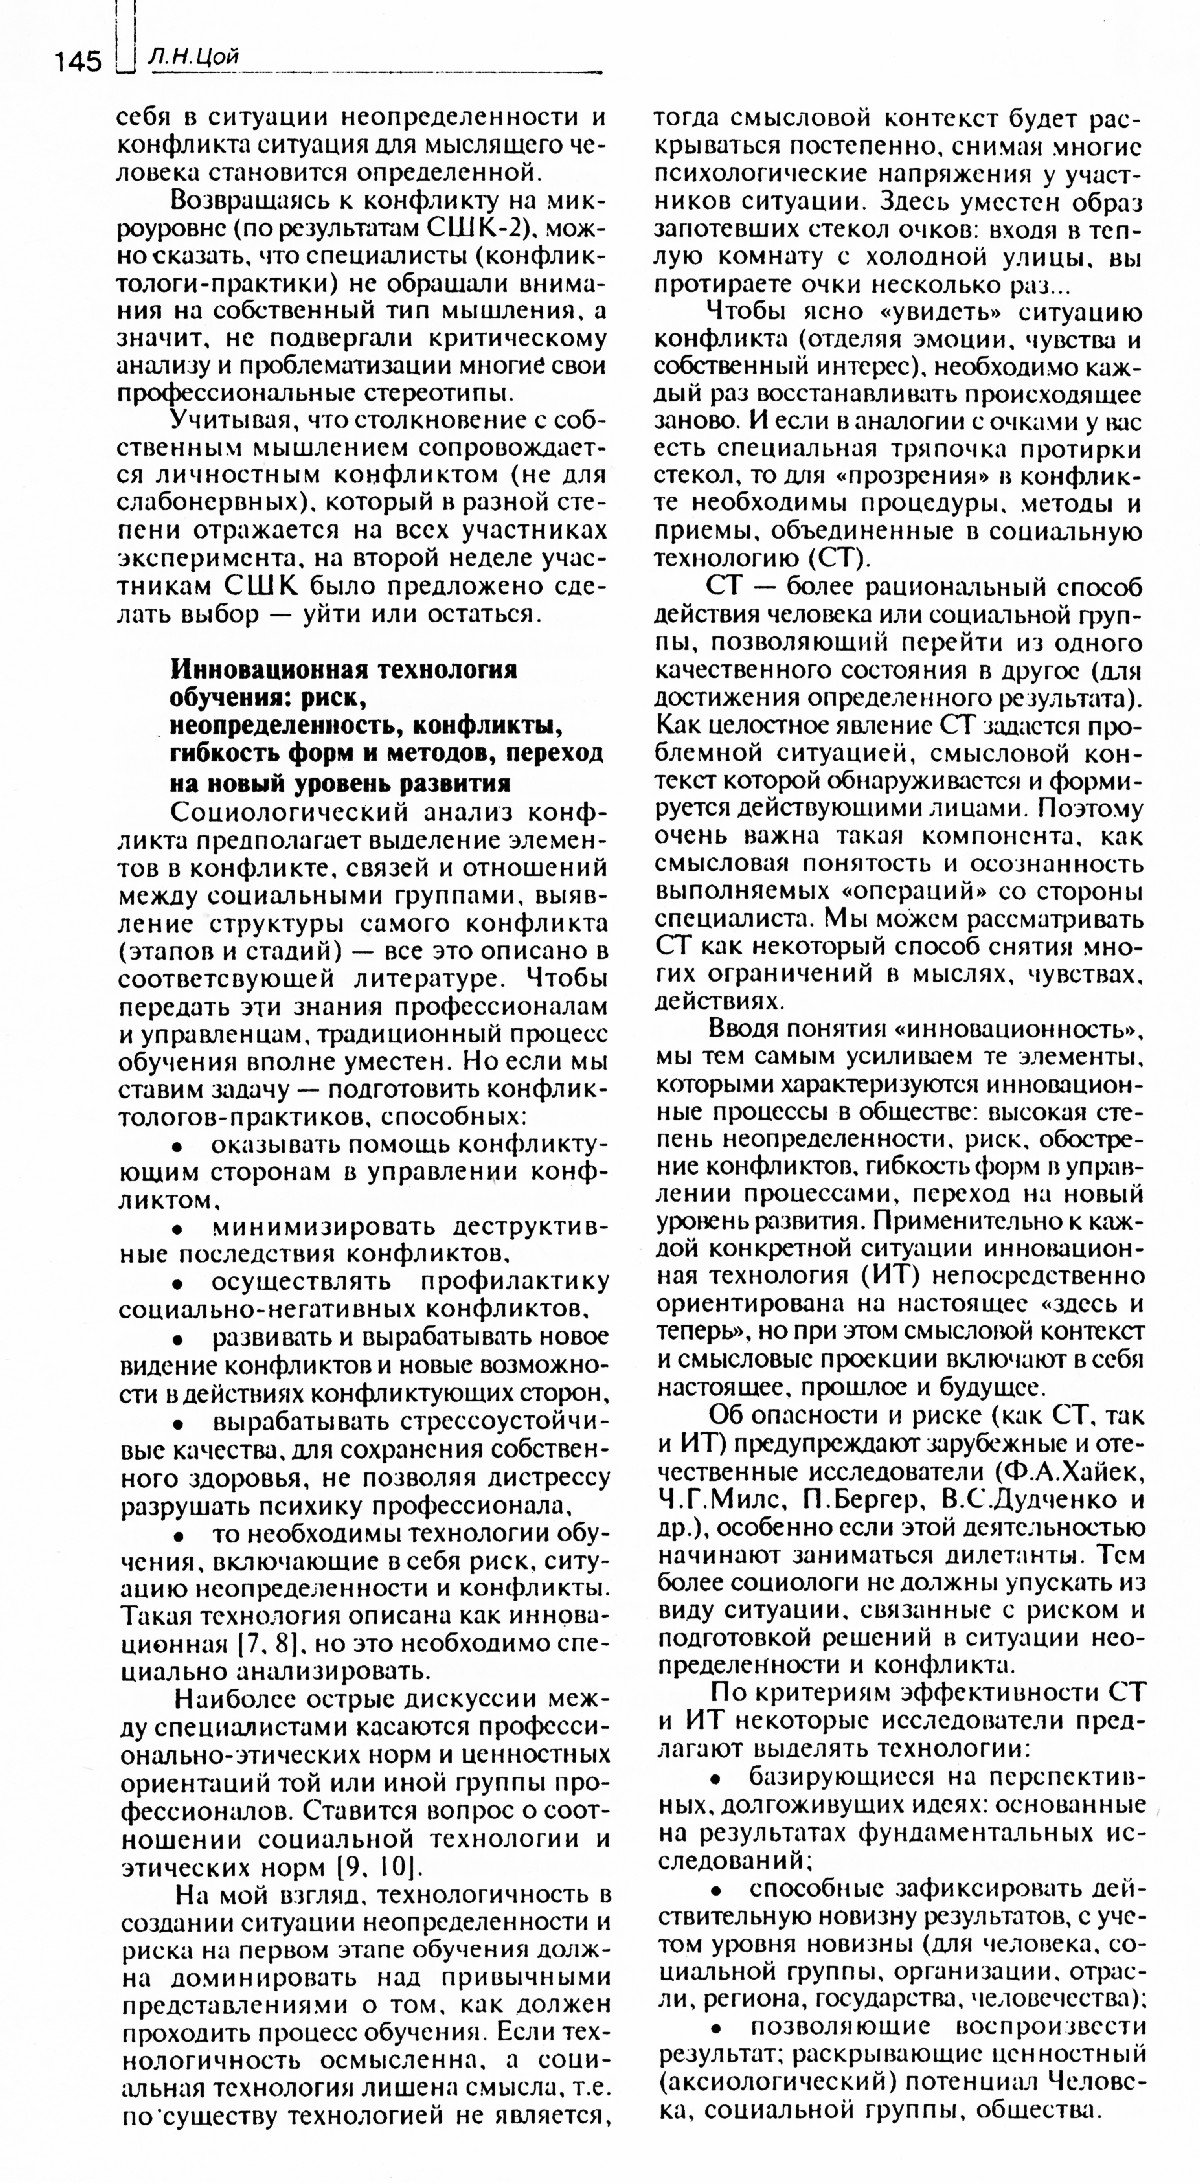 145
Л.Н.Цой
себя в ситуации неопределенности и
конфликта ситуация для мыслящего че-
ловека становится определенной.
Возвращаясь к конфликту на мик-
роуровне (по результатам СШК-2), мож-
но сказать, что специалисты (конфлик-
тологи-практики) не обращали внима-
ния на собственный тип мышления, а
значит, не подвергали критическому
анализу и проблематизации многие свои
профессиональные стереотипы.
Учитывая, что столкновение с соб-
ственным мышлением сопровождает-
ся личностным конфликтом (не для
слабонервных), который в разной сте-
пени отражается на всех участниках
эксперимента, на второй неделе учас-
тникам СШК было предложено сде-
лать выбор — уйти или остаться.
Инновационная технология
обучения: риск,
неопределенность, конфликты,
гибкость форм и методов, переход
на новый уровень развития
Социологический анализ конф-
ликта предполагает выделение элемен-
тов в конфликте, связей и отношений
между социальными группами, выяв-
ление структуры самого конфликта
(этапов и стадий) — все это описано в
соответсвующей литературе. Чтобы
передать эти знания профессионалам
и управленцам, традиционный процесс
обучения вполне уместен. Но если мы
ставим задачу — подготовить конфлик-
тологов-практиков, способных:
• оказывать помощь конфликту-
ющим сторонам в управлении конф-
ликтом,
• минимизировать деструктив-
ные последствия конфликтов,
• осуществлять профилактику
социально-негативных конфликтов,
• развивать и вырабатывать новое
видение конфликтов и новые возможно-
сти в действиях конфликтующих сторон,
• вырабатывать стрессоустойчи-
вые качества, для сохранения собствен-
ного здоровья, не позволяя дистрессу
разрушать психику профессионала,
• то необходимы технологии обу-
чения, включающие в себя риск, ситу-
ацию неопределенности и конфликты.
Такая технология описана как иннова-
ционная [7, 8], но это необходимо спе-
циально анализировать.
Наиболее острые дискуссии меж-
ду специалистами касаются професси-
онально-этических норм и ценностных
ориентаций той или иной группы про-
фессионалов. Ставится вопрос о соот-
ношении социальной технологии и
этических норм [9, 10].
На мой взгляд, технологичность в
создании ситуации неопределенности и
риска на первом этапе обучения долж-
на доминировать над привычными
представлениями о том, как должен
проходить процесс обучения. Если тех-
нологичность осмысленна, а соци-
альная технология лишена смысла, т.е.
по существу технологией не является,
тогда смысловой контекст будет рас-
крываться постепенно, снимая многие
психологические напряжения у участ-
ников ситуации. Здесь уместен образ
запотевших стекол очков: входя в теп-
лую комнату с холодной улицы, вы
протираете очки несколько раз...
Чтобы ясно «увидеть» ситуацию
конфликта (отделяя эмоции, чувства и
собственный интерес), необходимо каж-
дый раз восстанавливать происходящее
заново. И если в аналогии с очками у вас
есть специальная тряпочка протирки
стекол, то для «прозрения» в конфлик-
те необходимы процедуры, методы и
приемы, объединенные в социальную
технологию (СТ).
СТ — более рациональный способ
действия человека или социальной груп-
пы, позволяющий перейти из одного
качественного состояния в другое (для
достижения определенного результата).
Как целостное явление СТ задается про-
блемной ситуацией, смысловой кон-
текст которой обнаруживается и форми-
руется действующими лицами. Поэтому
очень важна такая компонента, как
смысловая понятость и осознанность
выполняемых «операций» со стороны
специалиста. Мы можем рассматривать
СТ как некоторый способ снятия мно-
гих ограничений в мыслях, чувствах,
действиях.
Вводя понятия «инновационность»,
мы тем самым усиливаем те элементы,
которыми характеризуются инновацион-
ные процессы в обществе: высокая сте-
пень неопределенности, риск, обостре-
ние конфликтов, гибкость форм в управ-
лении процессами, переход на новый
уровень развития. Применительно к каж-
дой конкретной ситуации инновацион-
ная технология (ИТ) непосредственно
ориентирована на настоящее «здесь и
теперь», но при этом смысловой контекст
и смысловые проекции включают в себя
настоящее, прошлое и будущее.
Об опасности и риске (как СТ, так
и ИТ) предупреждают зарубежные и оте-
чественные исследователи (Ф.А.Хайек,
Ч.Г.Милс, П.Бергер, В.С.Дудченко и
др.), особенно если этой деятельностью
начинают заниматься дилетанты. Тем
более социологи не должны упускать из
виду ситуации, связанные с риском и
подготовкой решений в ситуации нео-
пределенности и конфликта.
По критериям эффективности СТ
и ИТ некоторые исследователи пред-
лагают выделять технологии:
• базирующиеся на перспектив-
ных, долгоживущих идеях: основанные
на результатах фундаментальных ис-
следований;
• способные зафиксировать дей-
ствительную новизну результатов, с уче-
том уровня новизны (для человека, со-
циальной группы, организации, отрас-
ли, региона, государства, человечества);
• позволяющие воспроизвести
результат; раскрывающие ценностный
(аксиологический) потенциал Челове-
ка, социальной группы, общества.